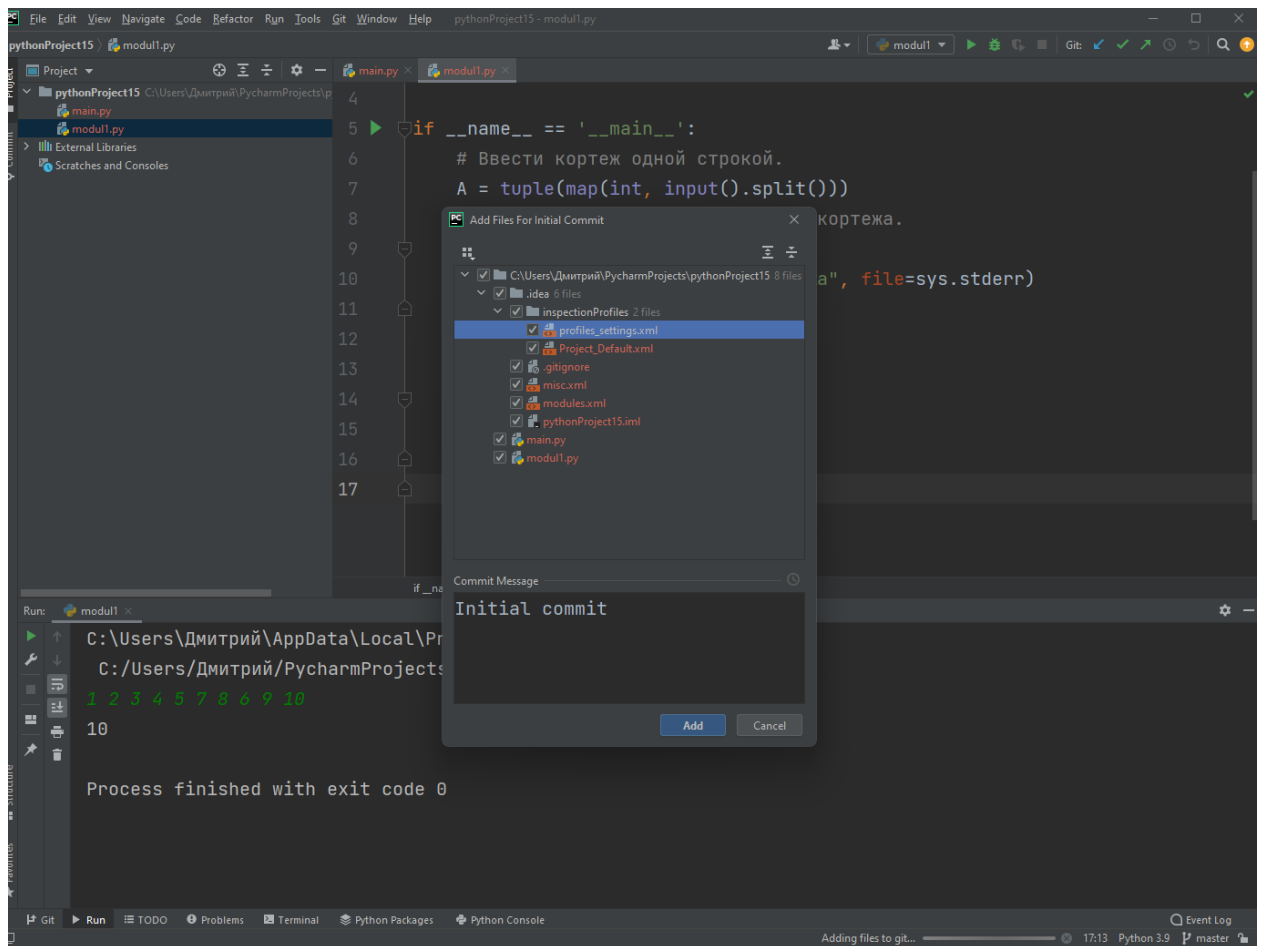 File Edit View Navigate Code Refactor Run Tools Git Window Help pythonProject15 - modul1.py
pythonProject15 modul1.py
modul1 Git:
Project
main.py modul1.py
pythonProject15 C:\Users\Дмитрий\PycharmProjects\p
main.py
modul1.py
External Libraries
Scratches and Consoles
4
5 if __name__ == '__main__':
6 # Ввести кортеж одной строкой.
7 A = tuple(map(int, input().split()))
8 кортежа.
9
10 а", file=sys.stderr)
11
12
13
14
15
16
17
if __na
Add Files For Initial Commit
C:\Users\Дмитрий\PycharmProjects\pythonProject15 8 files
.idea 6 files
inspectionProfiles 2 files
profiles_settings.xml
Project_Default.xml
.gitignore
misc.xml
modules.xml
pythonProject15.iml
main.py
modul1.py
Commit Message
Initial commit
Add Cancel
Run: modul1
C:\Users\Дмитрий\AppData\Local\Pr
C:/Users/Дмитрий/PycharmProjects
1 2 3 4 5 7 8 6 9 10
10
Process finished with exit code 0
Favorites
Git Run TODO Problems Terminal Python Packages Python Console Event Log
Adding files to git... 17:13 Python 3.9 master